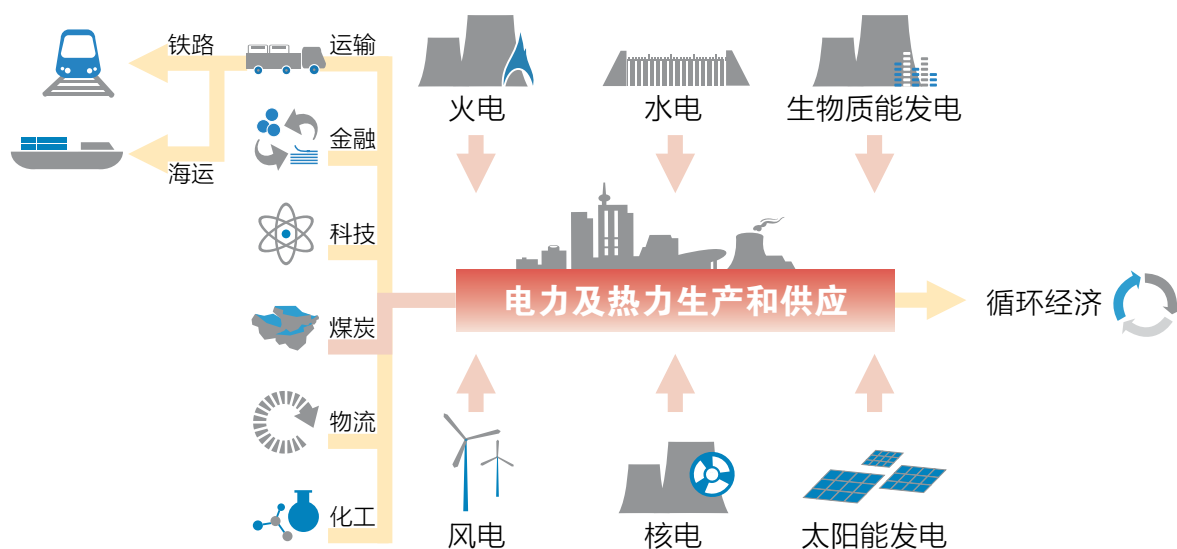 铁路
运输
海运
金融
科技
煤炭
物流
化工
火电
水电
生物质能发电
电力及热力生产和供应
循环经济
风电
核电
太阳能发电